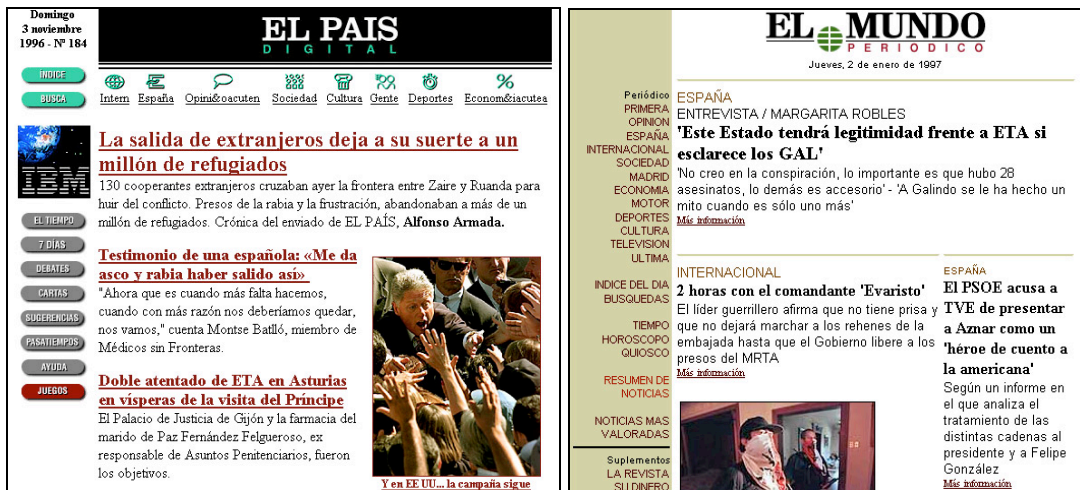 Domingo
3 noviembre
1996 - Nº 184
EL PAIS
DIGITAL
INDICE
BUSCA
Intern España Opini&oacuten Sociedad Cultura Gente Deportes Econom&iacutea
IBM
EL TIEMPO
7 DÍAS
DEBATES
CARTAS
SUGERENCIAS
PASATIEMPOS
AYUDA
JUEGOS
La salida de extranjeros deja a su suerte a un
millón de refugiados
130 cooperantes extranjeros cruzaban ayer la frontera entre Zaire y Ruanda para
huir del conflicto. Presos de la rabia y la frustración, abandonaban a más de un
millón de refugiados. Crónica del enviado de EL PAÍS, Alfonso Armada.
Testimonio de una española: «Me da
asco y rabia haber salido así»
"Ahora que es cuando más falta hacemos,
cuando con más razón nos deberíamos quedar,
nos vamos," cuenta Montse Batlló, miembro de
Médicos sin Fronteras.
Doble atentado de ETA en Asturias
en vísperas de la visita del Príncipe
El Palacio de Justicia de Gijón y la farmacia del
marido de Paz Fernández Felgueroso, ex
responsable de Asuntos Penitenciarios, fueron
los objetivos.
Y en EE UU... la campaña sigue
EL MUNDO
PERIODICO
Jueves, 2 de enero de 1997
Periódico
PRIMERA
OPINION
ESPAÑA
INTERNACIONAL
SOCIEDAD
MADRID
ECONOMIA
MOTOR
DEPORTES
CULTURA
TELEVISION
ULTIMA
INDICE DEL DIA
BUSQUEDAS
TIEMPO
HOROSCOPO
QUIOSCO
RESUMEN DE
NOTICIAS
NOTICIAS MAS
VALORADAS
Suplementos
LA REVISTA
SU DINERO
ESPAÑA
ENTREVISTA / MARGARITA ROBLES
'Este Estado tendrá legitimidad frente a ETA si
esclarece los GAL'
'No creo en la conspiración, lo importante es que hubo 28
asesinatos, lo demás es accesorio' - 'A Galindo se le ha hecho un
mito cuando es sólo uno más'
Más información
INTERNACIONAL
2 horas con el comandante 'Evaristo'
El líder guerrillero afirma que no tiene prisa y
que no dejará marchar a los rehenes de la
embajada hasta que el Gobierno libere a los
presos del MRTA
Más información
ESPAÑA
El PSOE acusa a
TVE de presentar
a Aznar como un
'héroe de cuento a
la americana'
Según un informe en
el que analiza el
tratamiento de las
distintas cadenas al
presidente y a Felipe
González
Más información